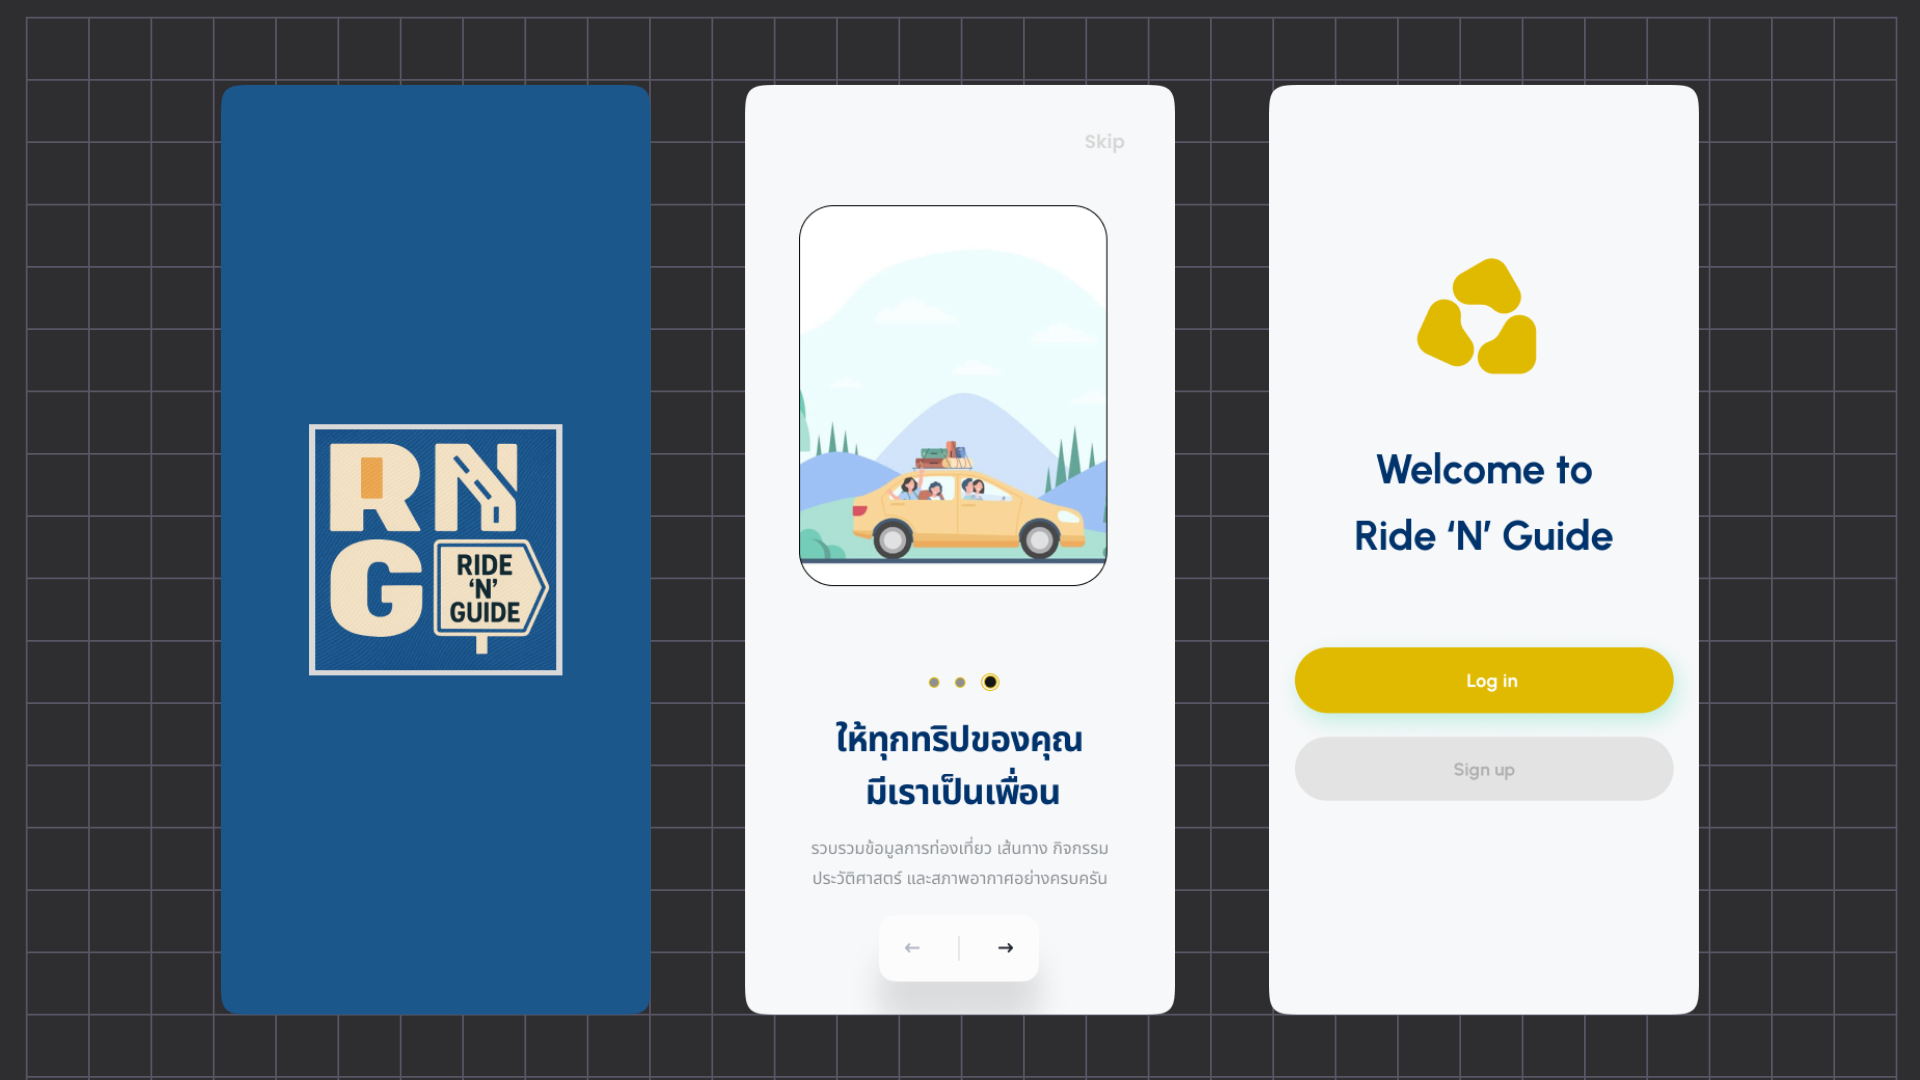 RN
G
RIDE
‘N’
GUIDE
Skip
ให้ทุกทริปของคุณ
มีเราเป็นเพื่อน
รวบรวมข้อมูลการท่องเที่ยว เส้นทาง กิจกรรม
ประวัติศาสตร์ และสภาพอากาศอย่างครบครัน
Welcome to
Ride ‘N’ Guide
Log in
Sign up